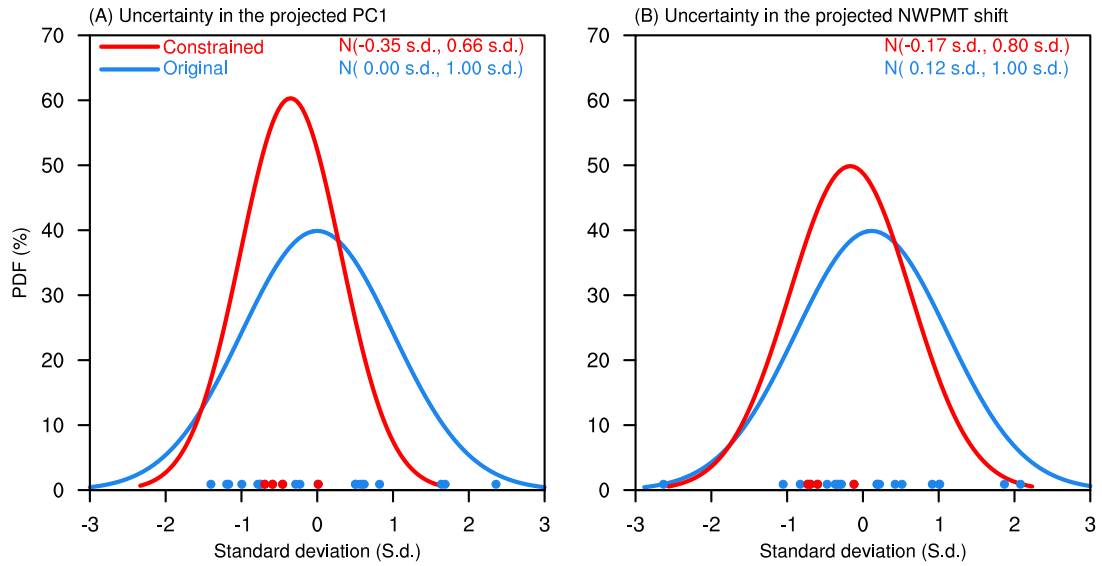 (A) Uncertainty in the projected PC1
Constrained N(-0.35 s.d., 0.66 s.d.)
Original N( 0.00 s.d., 1.00 s.d.)
PDF (%)
70
60
50
40
30
20
10
0
-3 -2 -1 0 1 2 3
Standard deviation (S.d.)
(B) Uncertainty in the projected NWPMT shift
N(-0.17 s.d., 0.80 s.d.)
N( 0.12 s.d., 1.00 s.d.)
70
60
50
40
30
20
10
0
-3 -2 -1 0 1 2 3
Standard deviation (S.d.)